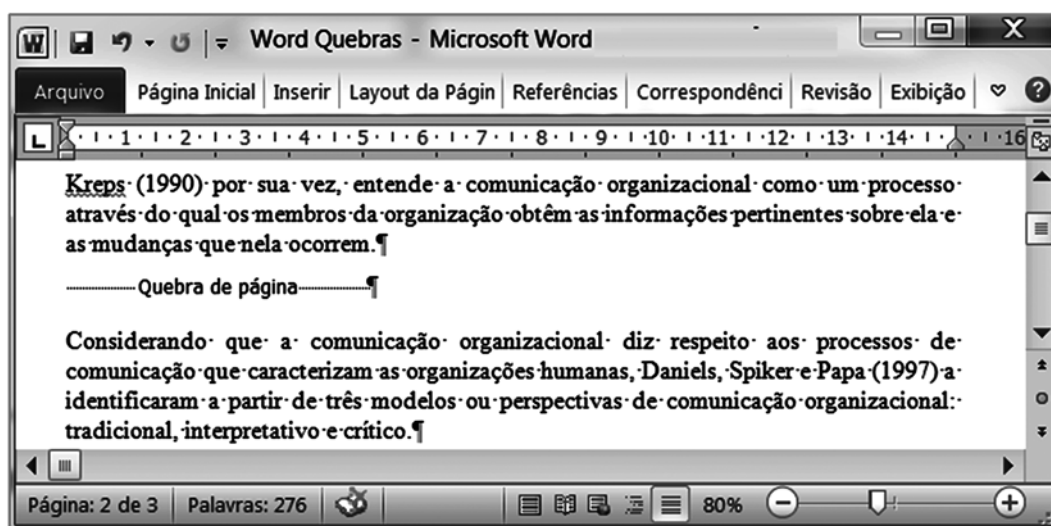 Word Quebras - Microsoft Word
Arquivo Página Inicial Inserir Layout da Págin Referências Correspondênci Revisão Exibição
1 2 3 4 5 6 7 8 9 10 11 12 13 14 16
Kreps (1990) por sua vez, entende a comunicação organizacional como um processo
através do qual os membros da organização obtêm as informações pertinentes sobre ela e
as mudanças que nela ocorrem.¶
Quebra de página¶
Considerando que a comunicação organizacional diz respeito aos processos de
comunicação que caracterizam as organizações humanas, Daniels, Spiker e Papa (1997) a
identificaram a partir de três modelos ou perspectivas de comunicação organizacional:
tradicional, interpretativo e crítico.¶
Página: 2 de 3 Palavras: 276 80%